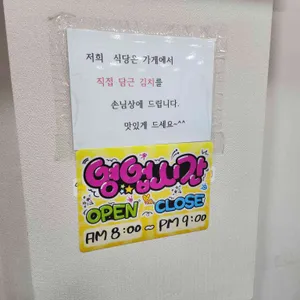 저희 식당은 가게에서
직접 담근 김치를
손님상에 드립니다.
맛있게 드세요~^^
영업시간
OPEN CLOSE
AM 8:00 ~ PM 9:00